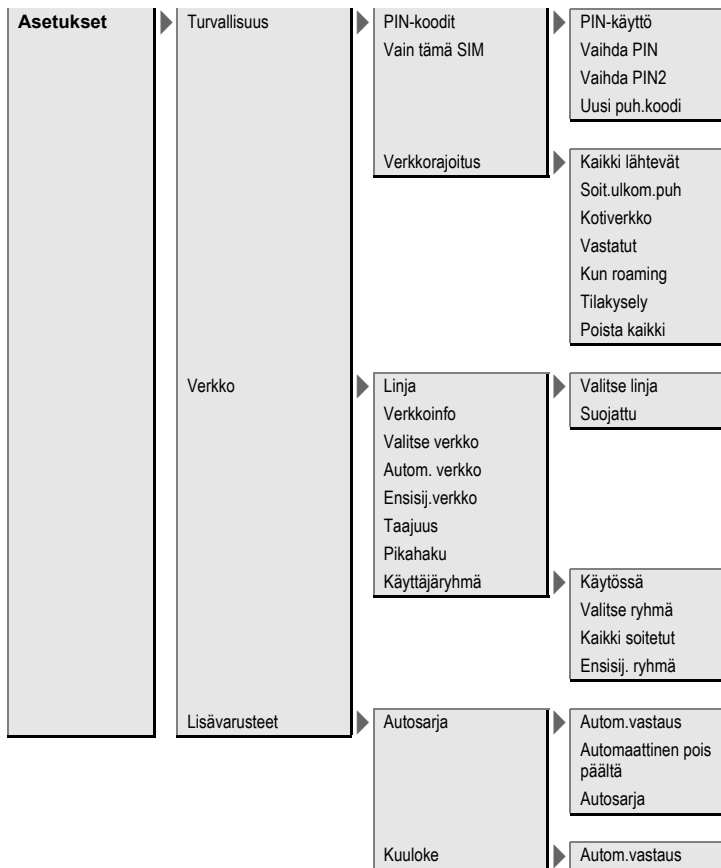 Asetukset
Turvallisuus
PIN-koodit
PIN-käyttö
Vain tämä SIM
Vaihda PIN
Vaihda PIN2
Uusi puh.koodi
Verkkorajoitus
Kaikki lähtevät
Soit.ulkom.puh
Kotiverkko
Vastatut
Kun roaming
Tilakysely
Poista kaikki
Verkko
Linja
Valitse linja
Verkkoinfo
Suojattu
Valitse verkko
Autom. verkko
Ensisij.verkko
Taajuus
Pikahaku
Käyttäjäryhmä
Käytössä
Valitse ryhmä
Kaikki soitetut
Ensisij. ryhmä
Lisävarusteet
Autosarja
Autom.vastaus
Automaattinen pois
päältä
Autosarja
Kuuloke
Autom.vastaus